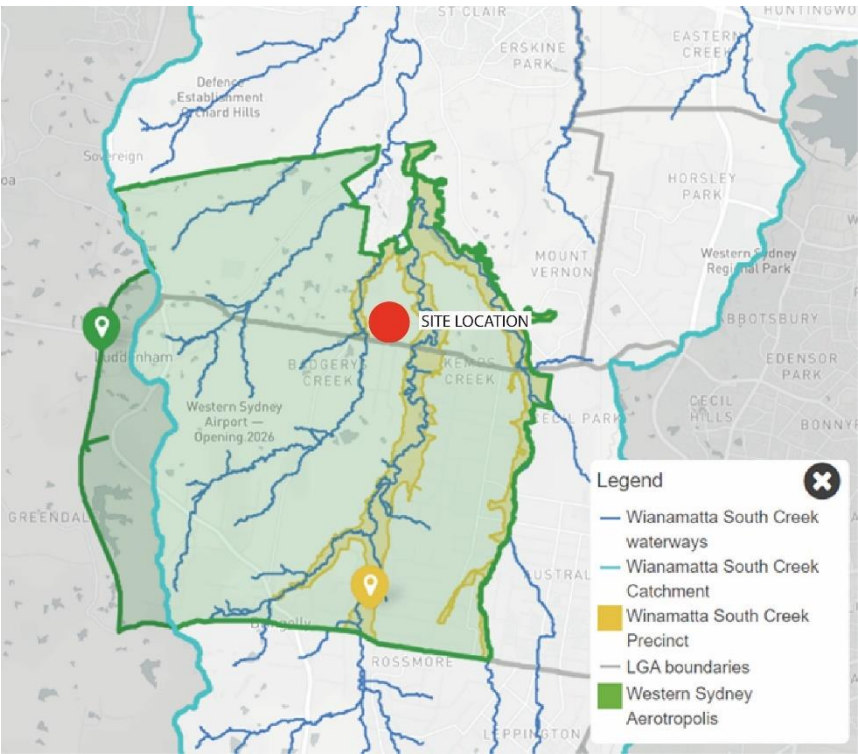 ST CLAIR
HUNTINGWO
ERSKINE
PARK
EASTERN
CREEK
Defence
Establishment
Orchard Hills
Sovereign
oa
HORSLEY
PARK
MOUNT
VERNON
Western Sydney
Regional Park
SITE LOCATION
ABBOTSBURY
Luddenham
BADGERYS
CREEK
KEMPS
CREEK
EDENSOR
PARK
Western Sydney
Airport —
Opening 2026
CECIL PARK
CECIL
HILLS
BONNY
GREENDAL
AUSTRAL
Bringelly
ROSSMORE
LEPPINGTON
Legend
Wianamatta South Creek
waterways
Wianamatta South Creek
Catchment
Winamatta South Creek
Precinct
LGA boundaries
Western Sydney
Aerotropolis